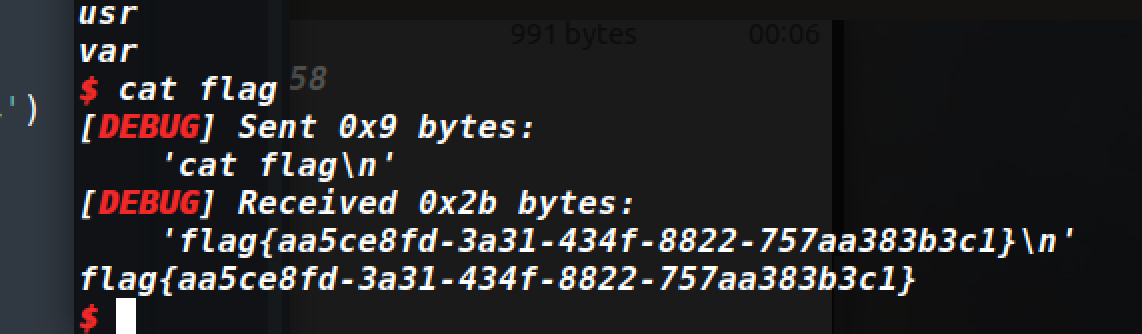 usr
var
991 bytes 00:06
$ cat flag
58
')
[DEBUG] Sent 0x9 bytes:
'cat flag\n'
[DEBUG] Received 0x2b bytes:
'flag{aa5ce8fd-3a31-434f-8822-757aa383b3c1}\n'
flag{aa5ce8fd-3a31-434f-8822-757aa383b3c1}
$